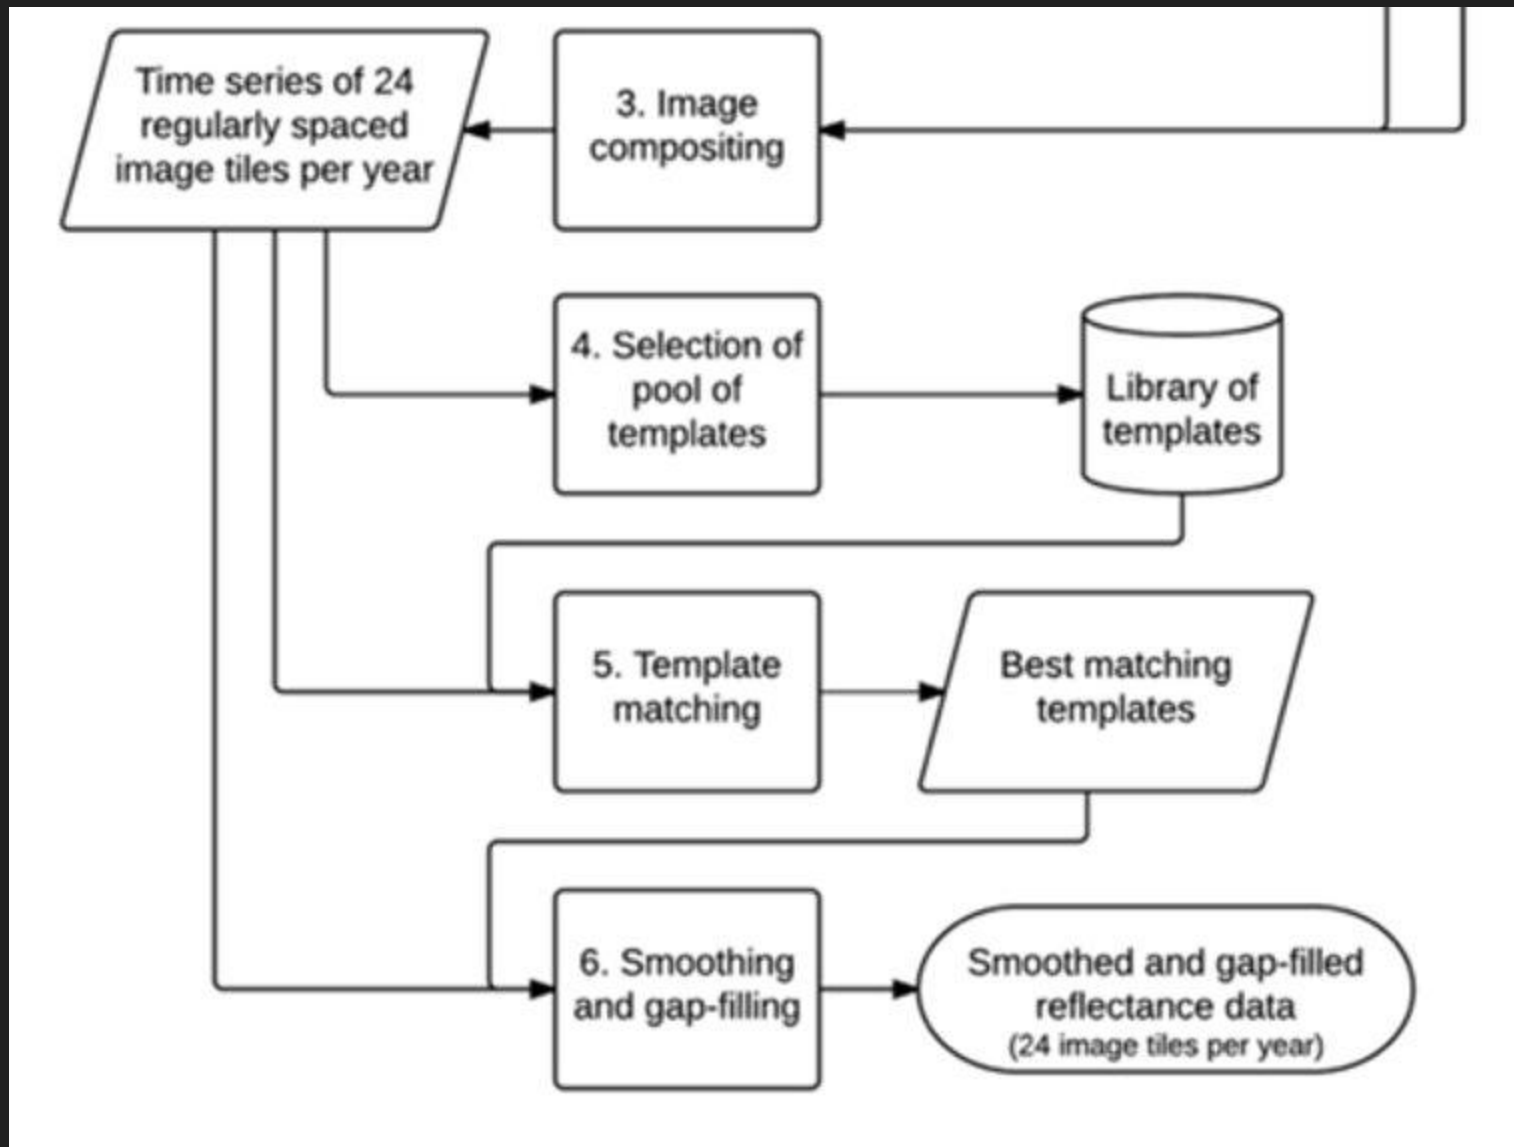 Time series of 24
regularly spaced
image tiles per year
3. Image
compositing
4. Selection of
pool of
templates
Library of
templates
5. Template
matching
Best matching
templates
6. Smoothing
and gap-filling
Smoothed and gap-filled
reflectance data
(24 image tiles per year)